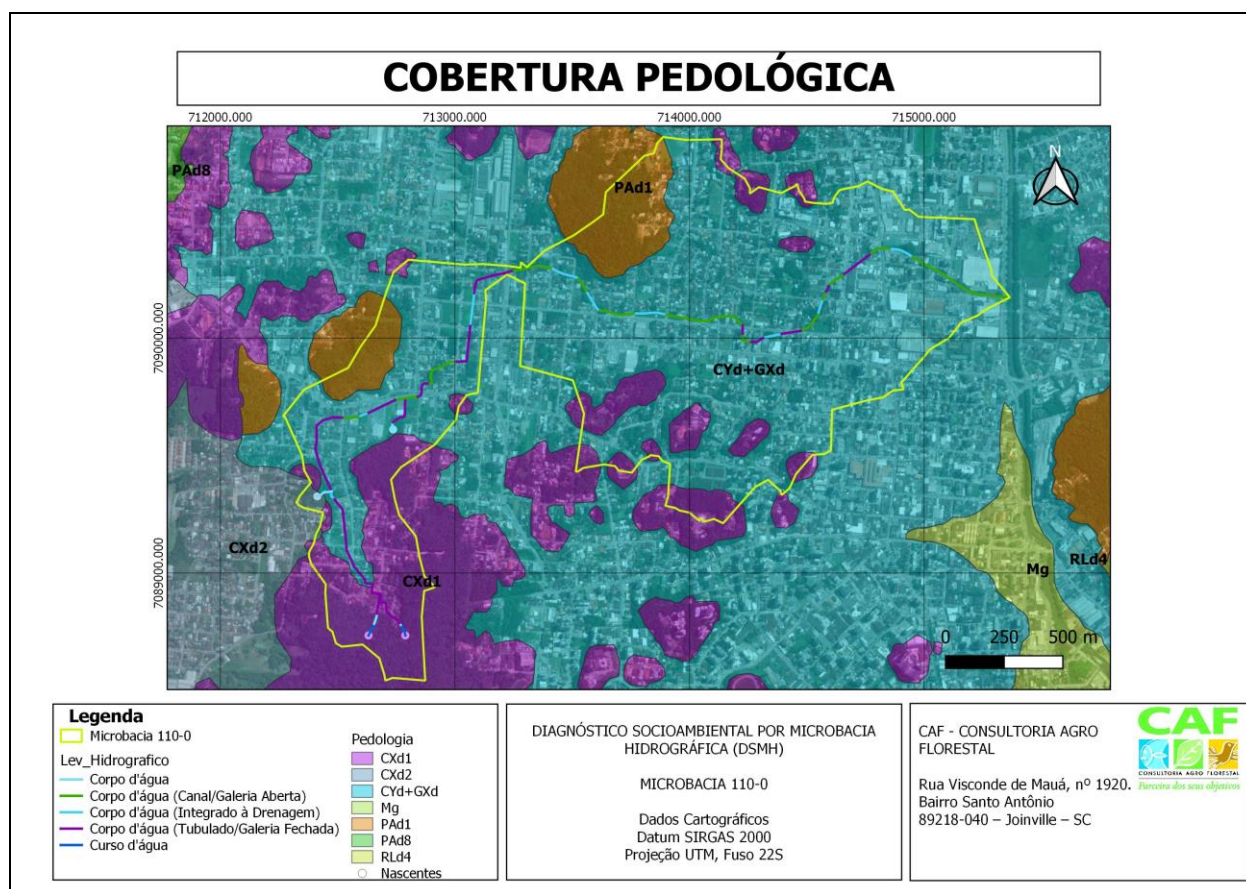 COBERTURA PEDOLÓGICA
712000.000
713000.000
714000.000
715000.000
7090000.000
7089000.000
PAd8
PAd1
N
CYd+GXd
CXd2
CXd1
Mg
RLd4
0 250 500 m
Legenda
Microbacia 110-0
Lev_Hidrografico
Corpo d'água
Corpo d'água (Canal/Galeria Aberta)
Corpo d'água (Integrado à Drenagem)
Corpo d'água (Tubulado/Galeria Fechada)
Curso d'água
Pedologia
CXd1
CXd2
CYd+GXd
Mg
PAd1
PAd8
RLd4
Nascentes
DIAGNÓSTICO SOCIOAMBIENTAL POR MICROBACIA
HIDROGRÁFICA (DSMH)
MICROBACIA 110-0
Dados Cartográficos
Datum SIRGAS 2000
Projeção UTM, Fuso 22S
CAF - CONSULTORIA AGRO
FLORESTAL
Rua Visconde de Mauá, nº 1920.
Bairro Santo Antônio
89218-040 – Joinville – SC
CAF
CONSULTORIA AGRO FLORESTAL
Parceira dos seus objetivos